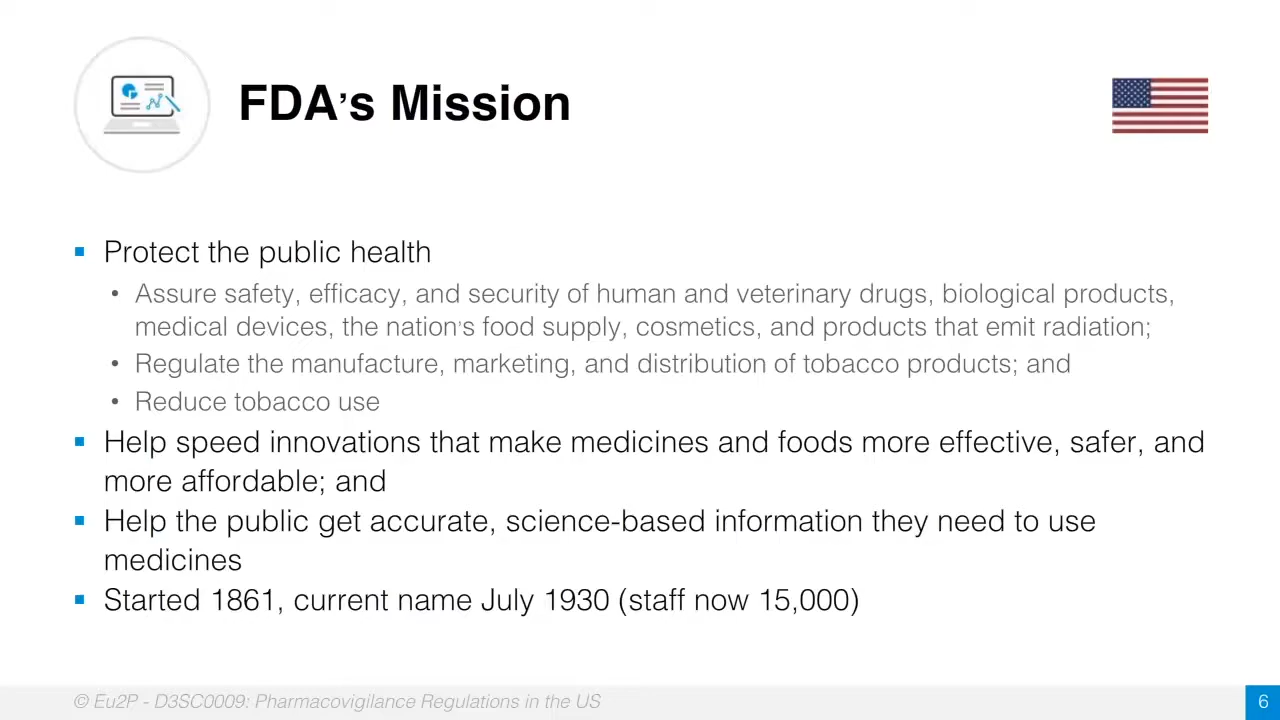 FDA's Mission
▪ Protect the public health
• Assure safety, efficacy, and security of human and veterinary drugs, biological products,
medical devices, the nation's food supply, cosmetics, and products that emit radiation;
• Regulate the manufacture, marketing, and distribution of tobacco products; and
• Reduce tobacco use
▪ Help speed innovations that make medicines and foods more effective, safer, and
more affordable; and
▪ Help the public get accurate, science-based information they need to use
medicines
▪ Started 1861, current name July 1930 (staff now 15,000)
© Eu2P - D3SC0009: Pharmacovigilance Regulations in the US
6